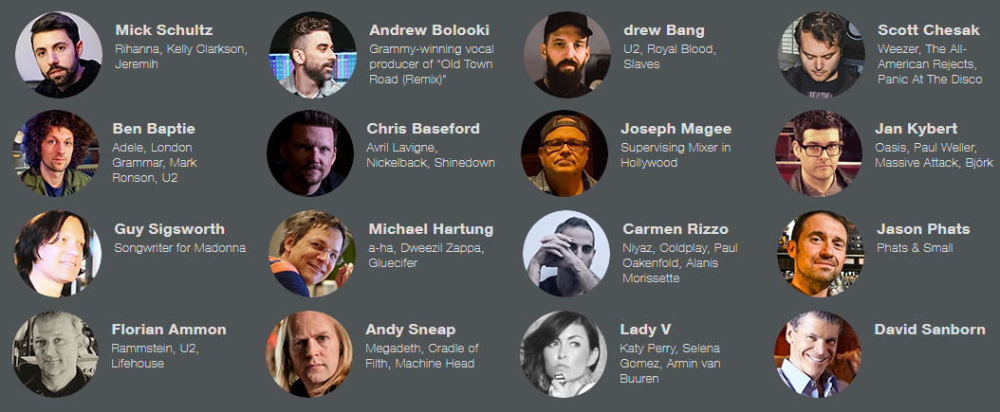 Mick Schultz
Rihanna, Kelly Clarkson,
Jeremih
Andrew Bolooki
Grammy-winning vocal
producer of "Old Town
Road (Remix)"
drew Bang
U2, Royal Blood,
Slaves
Scott Chesak
Weezer, The All-
American Rejects,
Panic At The Disco
Ben Baptie
Adele, London
Grammar, Mark
Ronson, U2
Chris Baseford
Avril Lavigne,
Nickelback, Shinedown
Joseph Magee
Supervising Mixer in
Hollywood
Jan Kybert
Oasis, Paul Weller,
Massive Attack, Björk
Guy Sigsworth
Songwriter for Madonna
Michael Hartung
a-ha, Dweezil Zappa,
Gluecifer
Carmen Rizzo
Niyaz, Coldplay, Paul
Oakenfold, Alanis
Morissette
Jason Phats
Phats & Small
Florian Ammon
Rammstein, U2,
Lifehouse
Andy Sneap
Megadeth, Cradle of
Filth, Machine Head
Lady V
Katy Perry, Selena
Gomez, Armin van
Buuren
David Sanborn